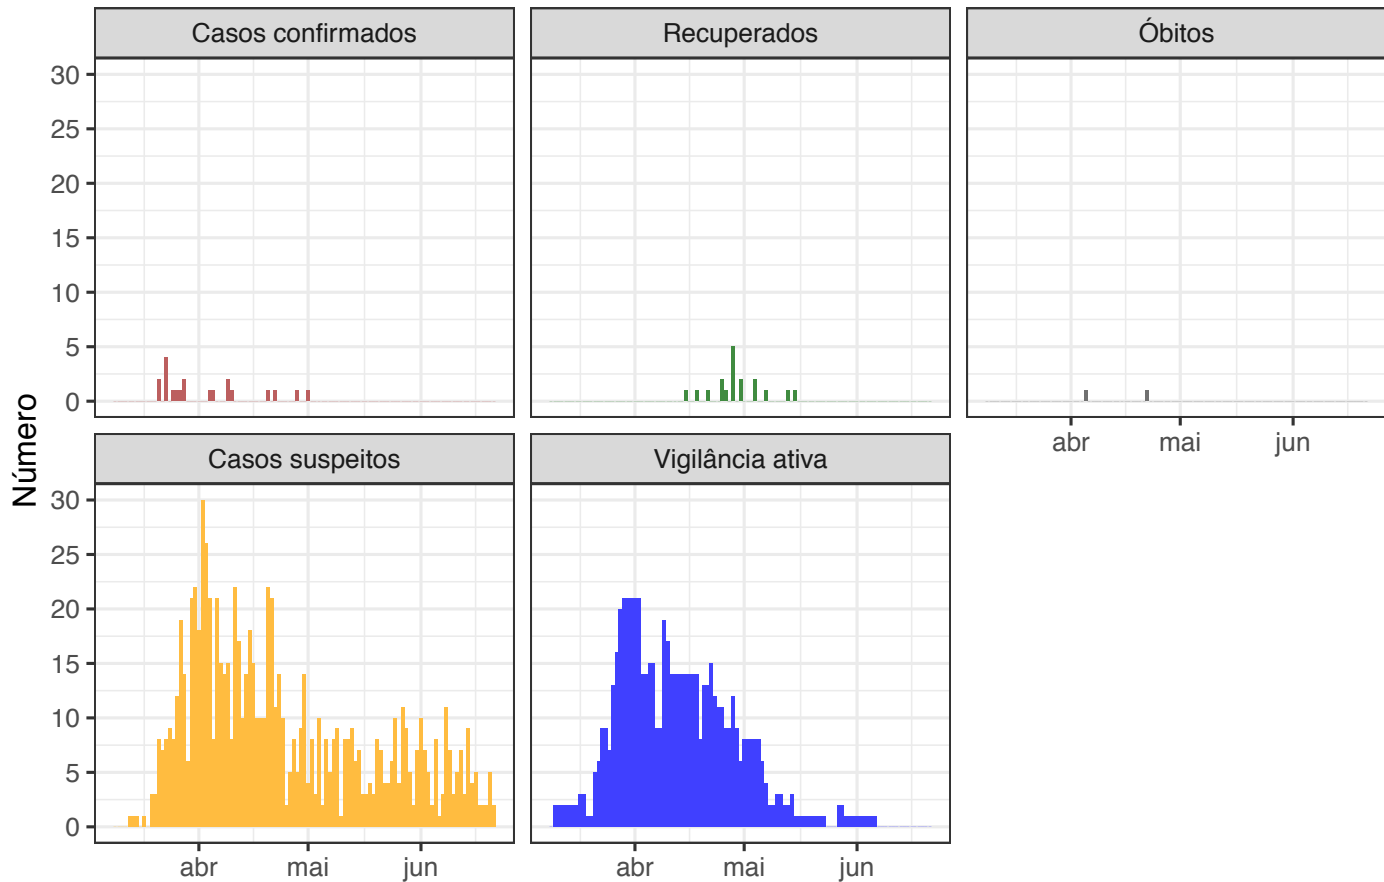 Casos confirmados
Recuperados
Óbitos
30
25
20
15
10
5
0
abr mai jun
Número
Casos suspeitos
Vigilância ativa
30
25
20
15
10
5
0
abr mai jun
abr mai jun